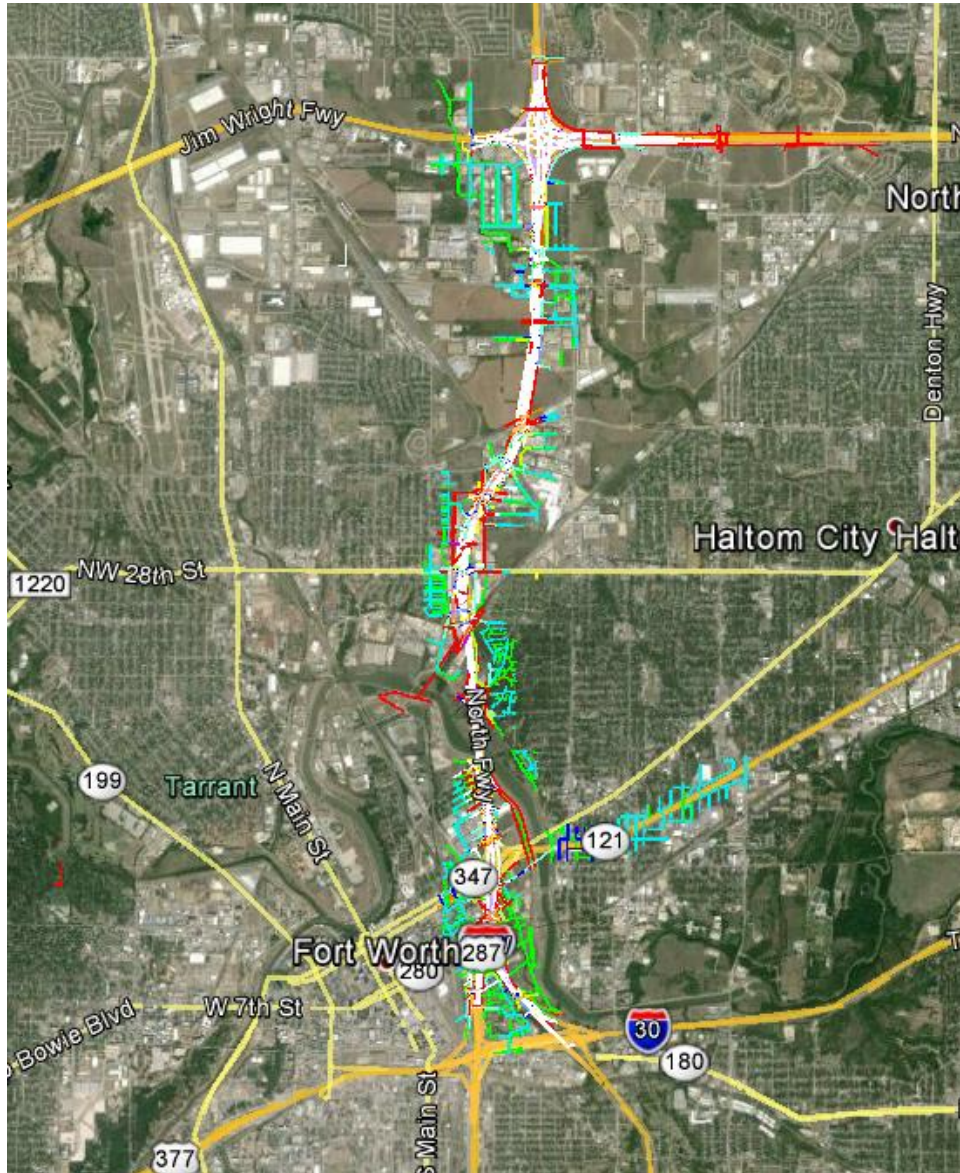 Jim Wright Fwy
N
North
Denton Hwy
Haltom City Halt
1220
NW 28th St
North Fwy
199
Tarrant
N Main St
121
347
Fort Worth
287
280
W 7th St
Bowie Blvd
30
180
S Main St
377